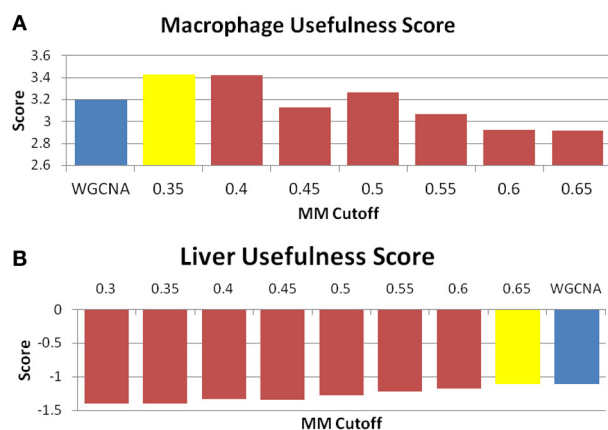 A
Macrophage Usefulness Score
3.6
3.4
3.2
3
2.8
2.6
Score
WGCNA 0.35 0.4 0.45 0.5 0.55 0.6 0.65
MM Cutoff
B
Liver Usefulness Score
0.3 0.35 0.4 0.45 0.5 0.55 0.6 0.65 WGCNA
0
-0.5
-1
-1.5
Score
MM Cutoff